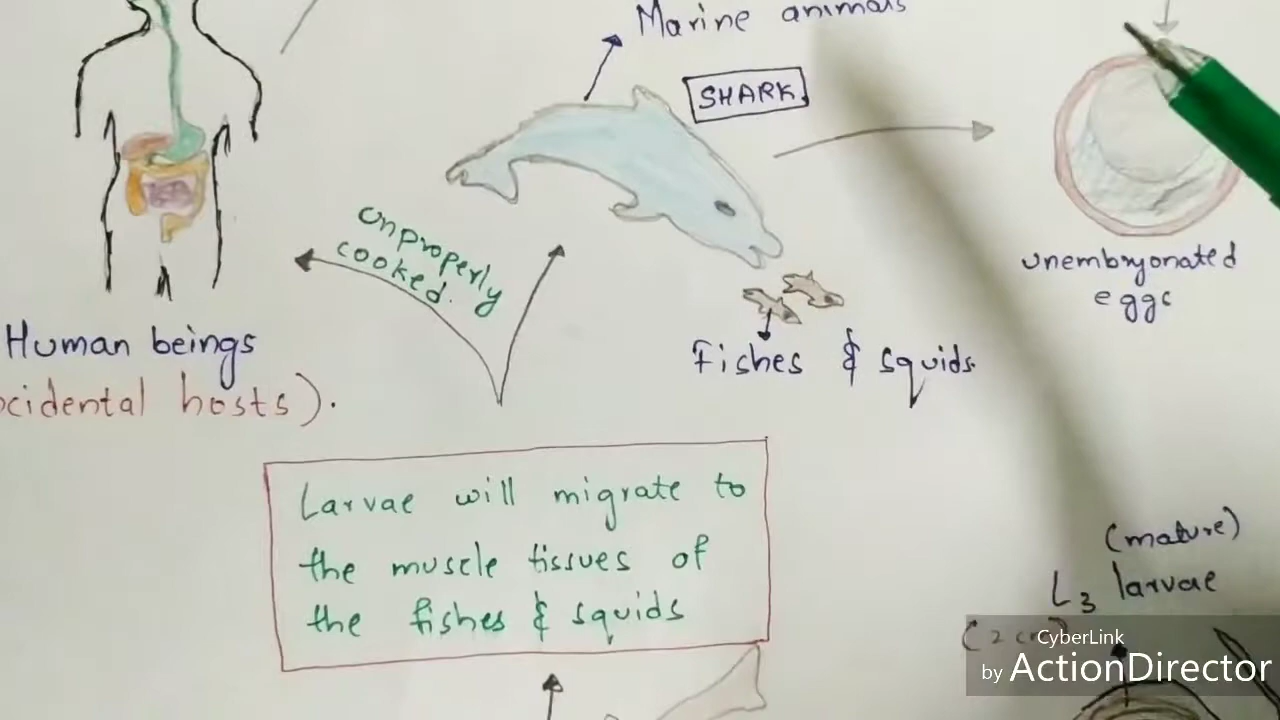 Marine animals
SHARK
unproperly
cooked.
unembryonated
eggs
Human beings
Fishes & squids.
cidental hosts).
Larvae will migrate to
the muscle tissues of
the fishes & squids
(mature)
L3 larvae
CyberLink
by ActionDirector